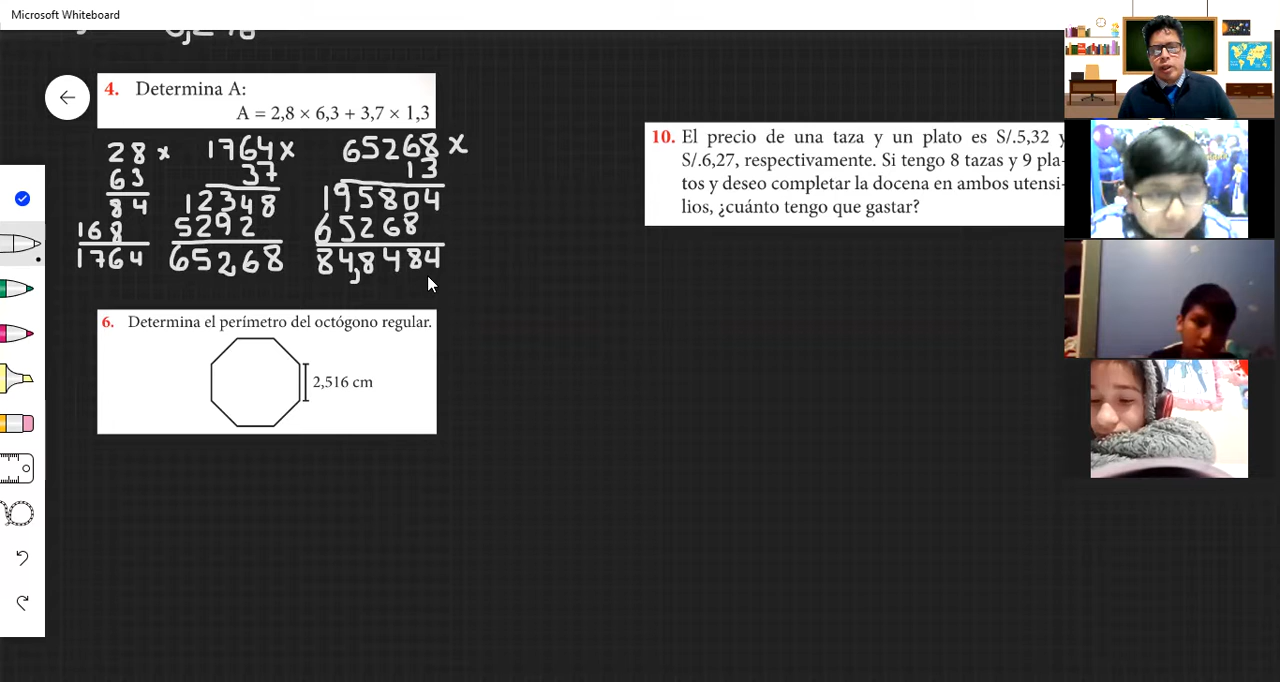 Microsoft Whiteboard
4. Determina A:
A = 2,8 × 6,3 + 3,7 × 1,3
28 x
63
84
168
1764
1764 x
37
12348
5292
65268
65268 x
13
195804
65268
84,8484
6. Determina el perímetro del octógono regular.
2,516 cm
10. El precio de una taza y un plato es S/.5,32 y
S/.6,27, respectivamente. Si tengo 8 tazas y 9 pla-
tos y deseo completar la docena en ambos utensi-
lios, ¿cuánto tengo que gastar?